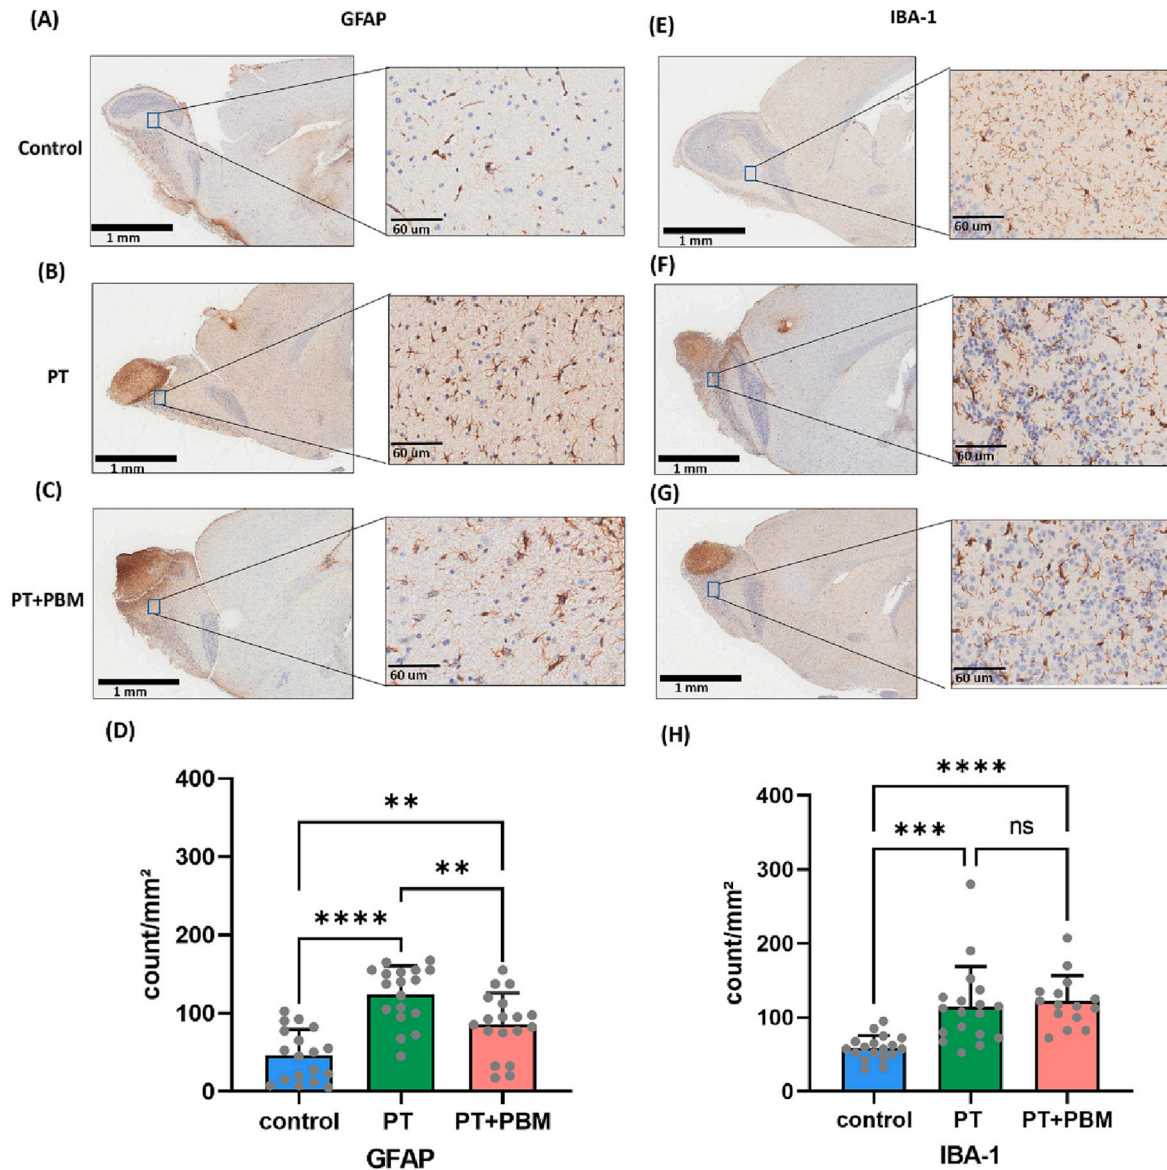 (A) GFAP (E) IBA-1
Control
1 mm 60 um 1 mm 60 um
(B) (F)
PT
1 mm 60 um 1 mm 60 um
(C) (G)
PT+PBM
1 mm 60 um 1 mm 60 um
(D) (H)
count/mm²
400
300
200
100
0
**
**
****
control PT PT+PBM
GFAP
count/mm²
400
300
200
100
0
****
*** ns
control PT PT+PBM
IBA-1